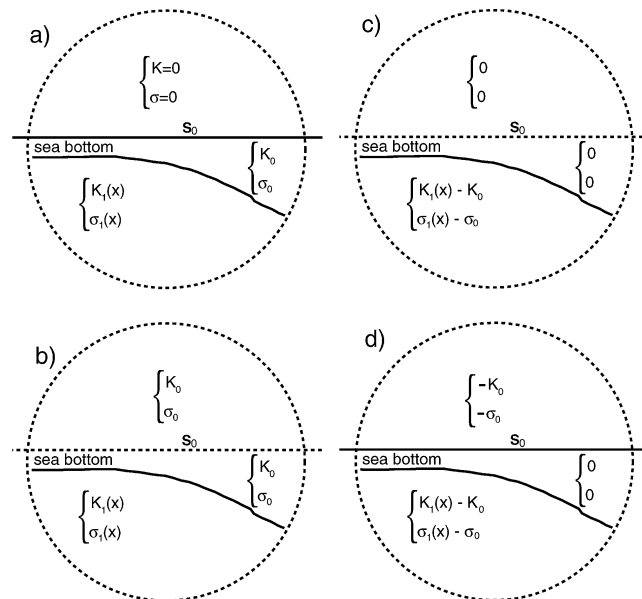 a)
K=0
σ=0
S₀
sea bottom
K₀
σ₀
K₁(x)
σ₁(x)
c)
0
0
S₀
sea bottom
0
0
K₁(x) - K₀
σ₁(x) - σ₀
b)
K₀
σ₀
S₀
sea bottom
K₀
σ₀
K₁(x)
σ₁(x)
d)
-K₀
-σ₀
S₀
sea bottom
0
0
K₁(x) - K₀
σ₁(x) - σ₀